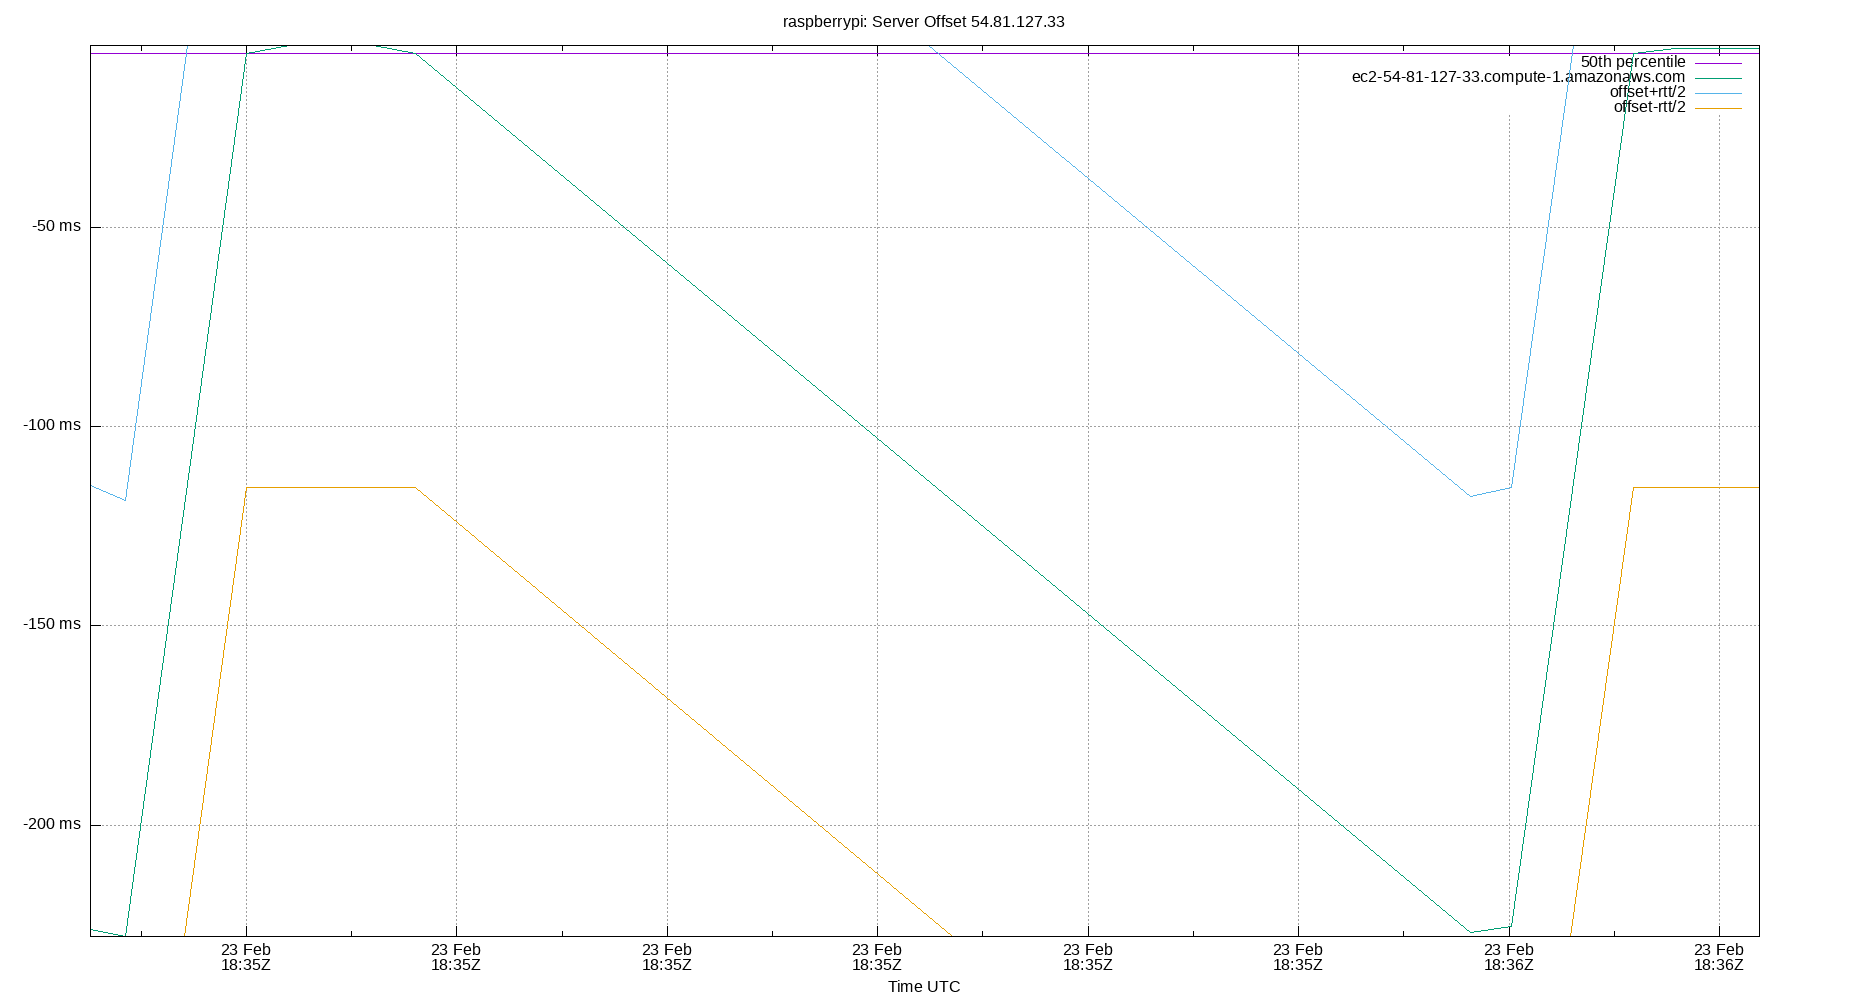 raspberrypi: Server Offset 54.81.127.33
50th percentile
ec2-54-81-127-33.compute-1.amazonaws.com
offset+rtt/2
offset-rtt/2
-50 ms
-100 ms
-150 ms
-200 ms
23 Feb 23 Feb 23 Feb 23 Feb 23 Feb 23 Feb 23 Feb 23 Feb
18:35Z 18:35Z 18:35Z 18:35Z 18:35Z 18:35Z 18:36Z 18:36Z
Time UTC